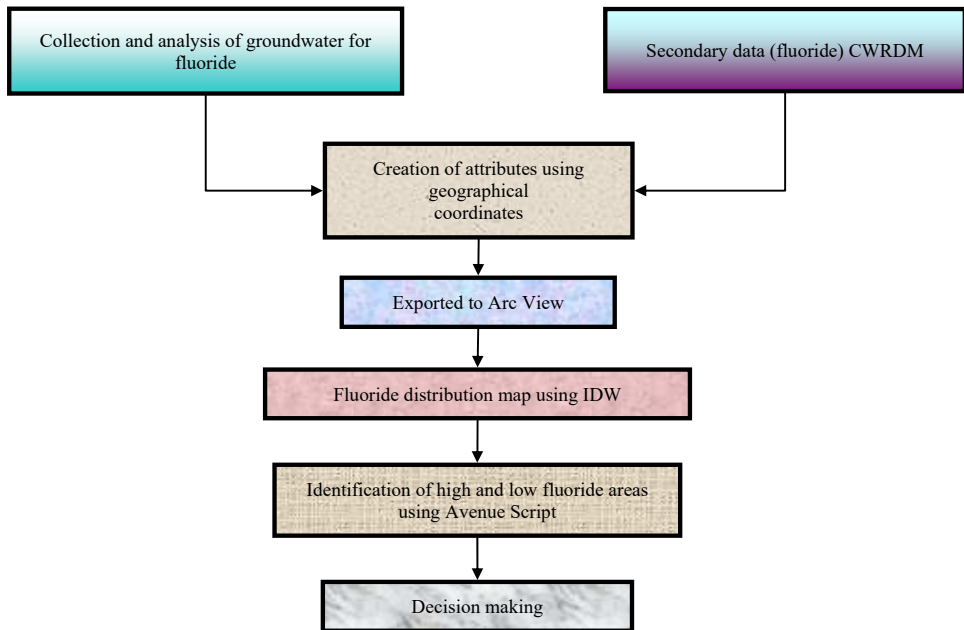 Collection and analysis of groundwater for
fluoride
Secondary data (fluoride) CWRDM
Creation of attributes using
geographical
coordinates
Exported to Arc View
Fluoride distribution map using IDW
Identification of high and low fluoride areas
using Avenue Script
Decision making